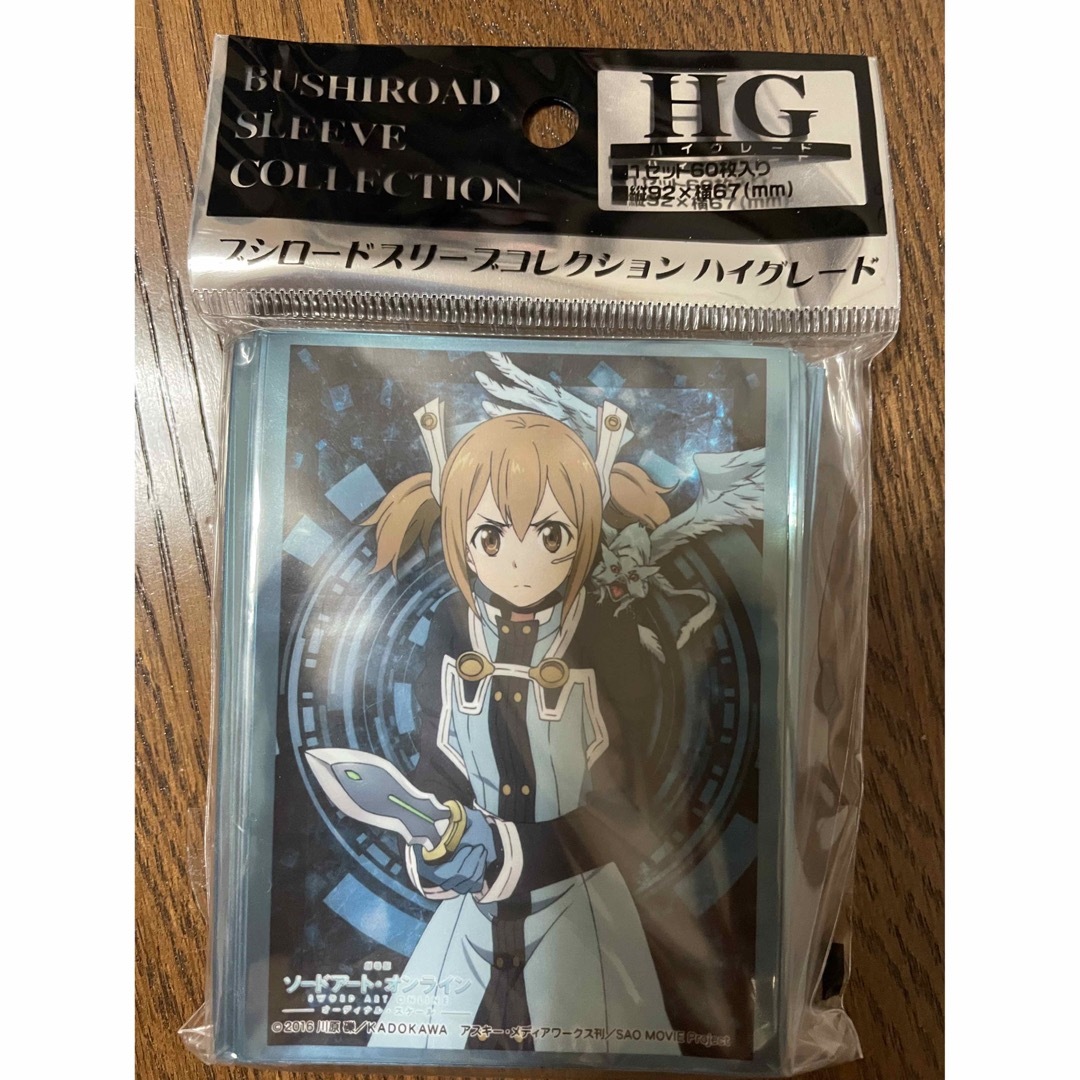 BUSHIROAD
SLEEVE
COLLECTION
HG
ハイグレード
■1セット60枚入り
■縦92×横67(mm)
ブシロードスリーブコレクション ハイグレード
劇場版
ソードアート・オンライン
SWORD ART ONLINE
オーディナル・スケール
©2016 川原 礫／KADOKAWA アスキー・メディアワークス刊／SAO MOVIE Project